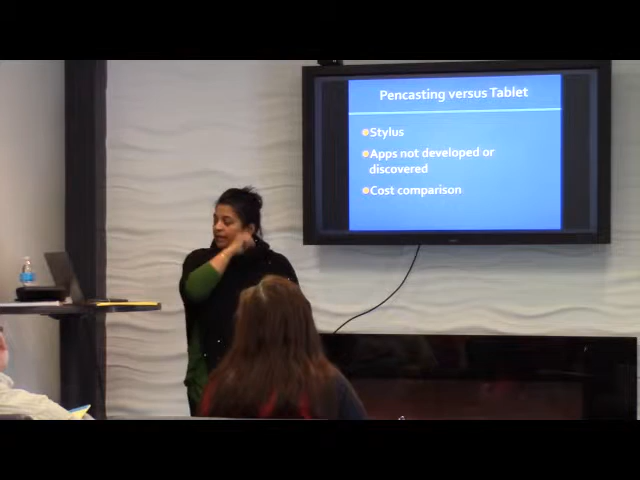 Pencasting versus Tablet
Stylus
Apps not developed or
discovered
Cost comparison